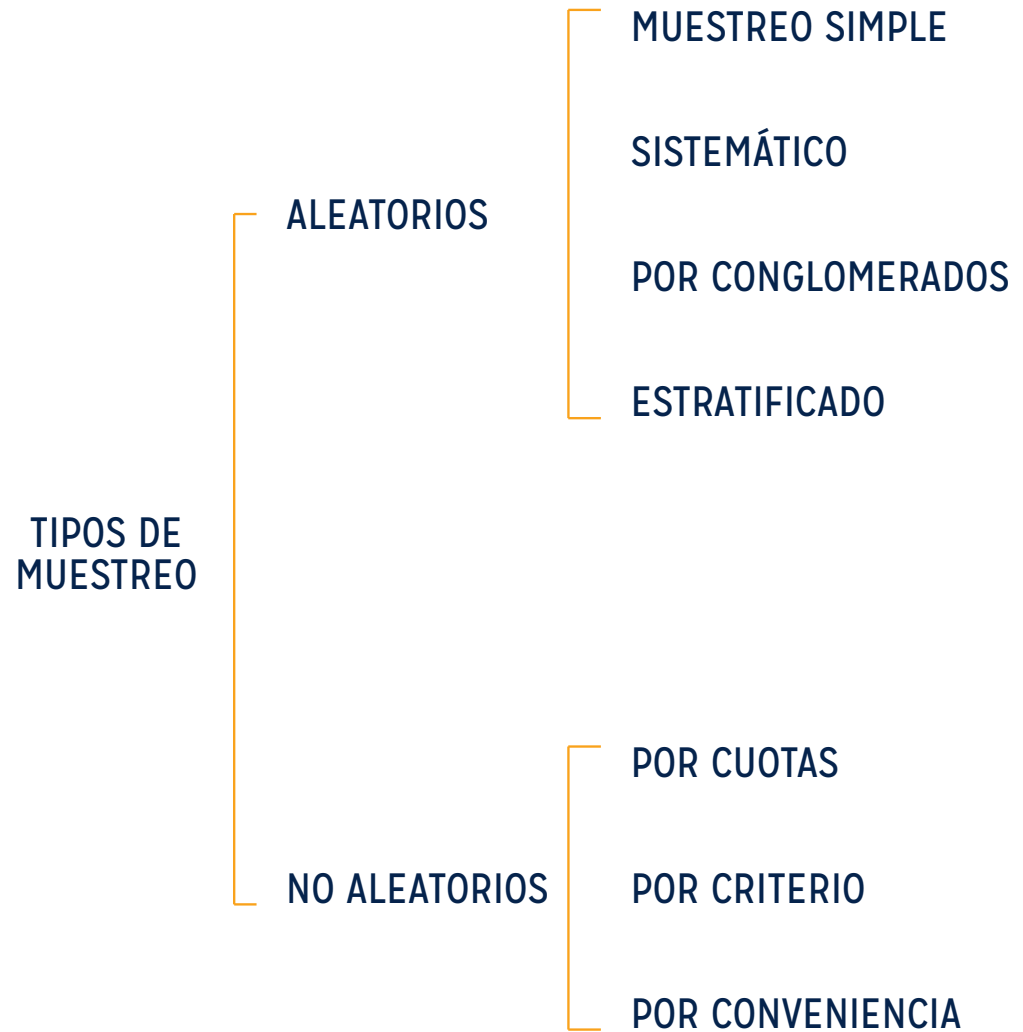 TIPOS DE
MUESTREO
ALEATORIOS
MUESTREO SIMPLE
SISTEMÁTICO
POR CONGLOMERADOS
ESTRATIFICADO
NO ALEATORIOS
POR CUOTAS
POR CRITERIO
POR CONVENIENCIA